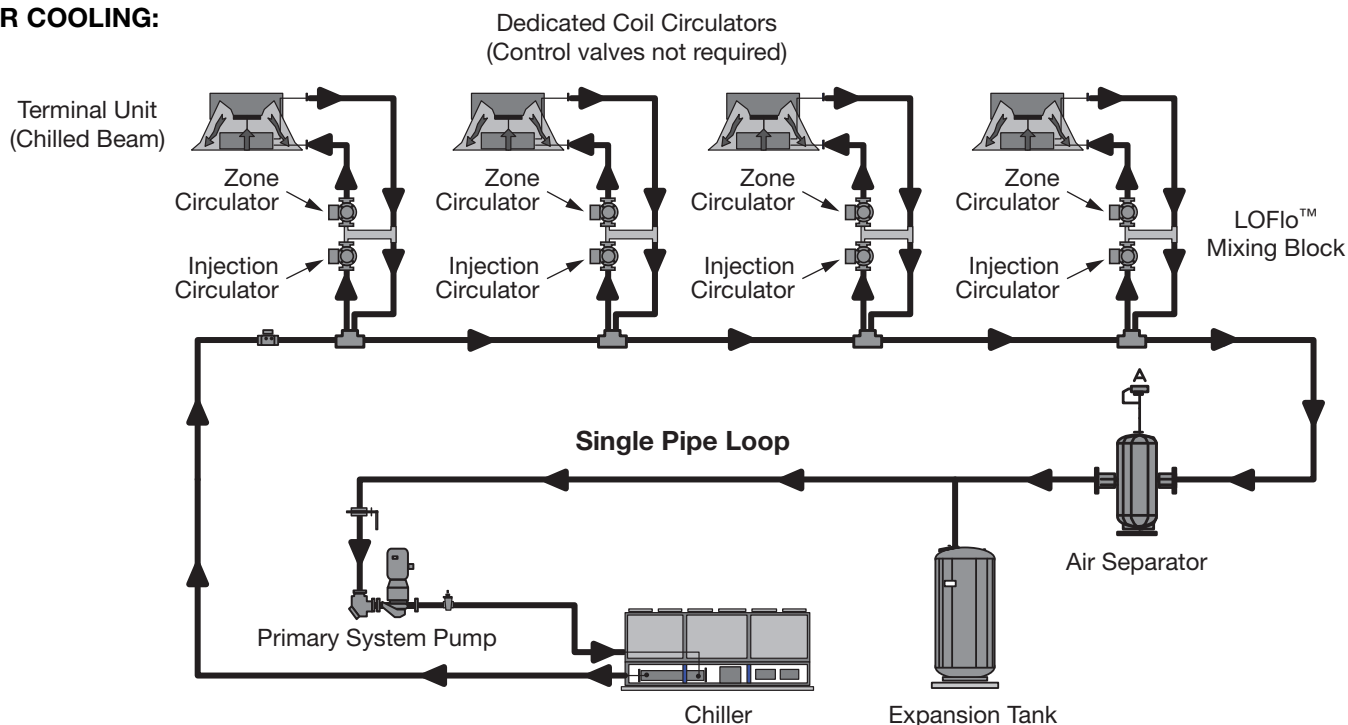 R COOLING:
Dedicated Coil Circulators
(Control valves not required)
Terminal Unit
(Chilled Beam)
Zone
Circulator
Zone
Circulator
Zone
Circulator
Zone
Circulator
LOFlo™
Mixing Block
Injection
Circulator
Injection
Circulator
Injection
Circulator
Injection
Circulator
A
Single Pipe Loop
Air Separator
Primary System Pump
Chiller
Expansion Tank